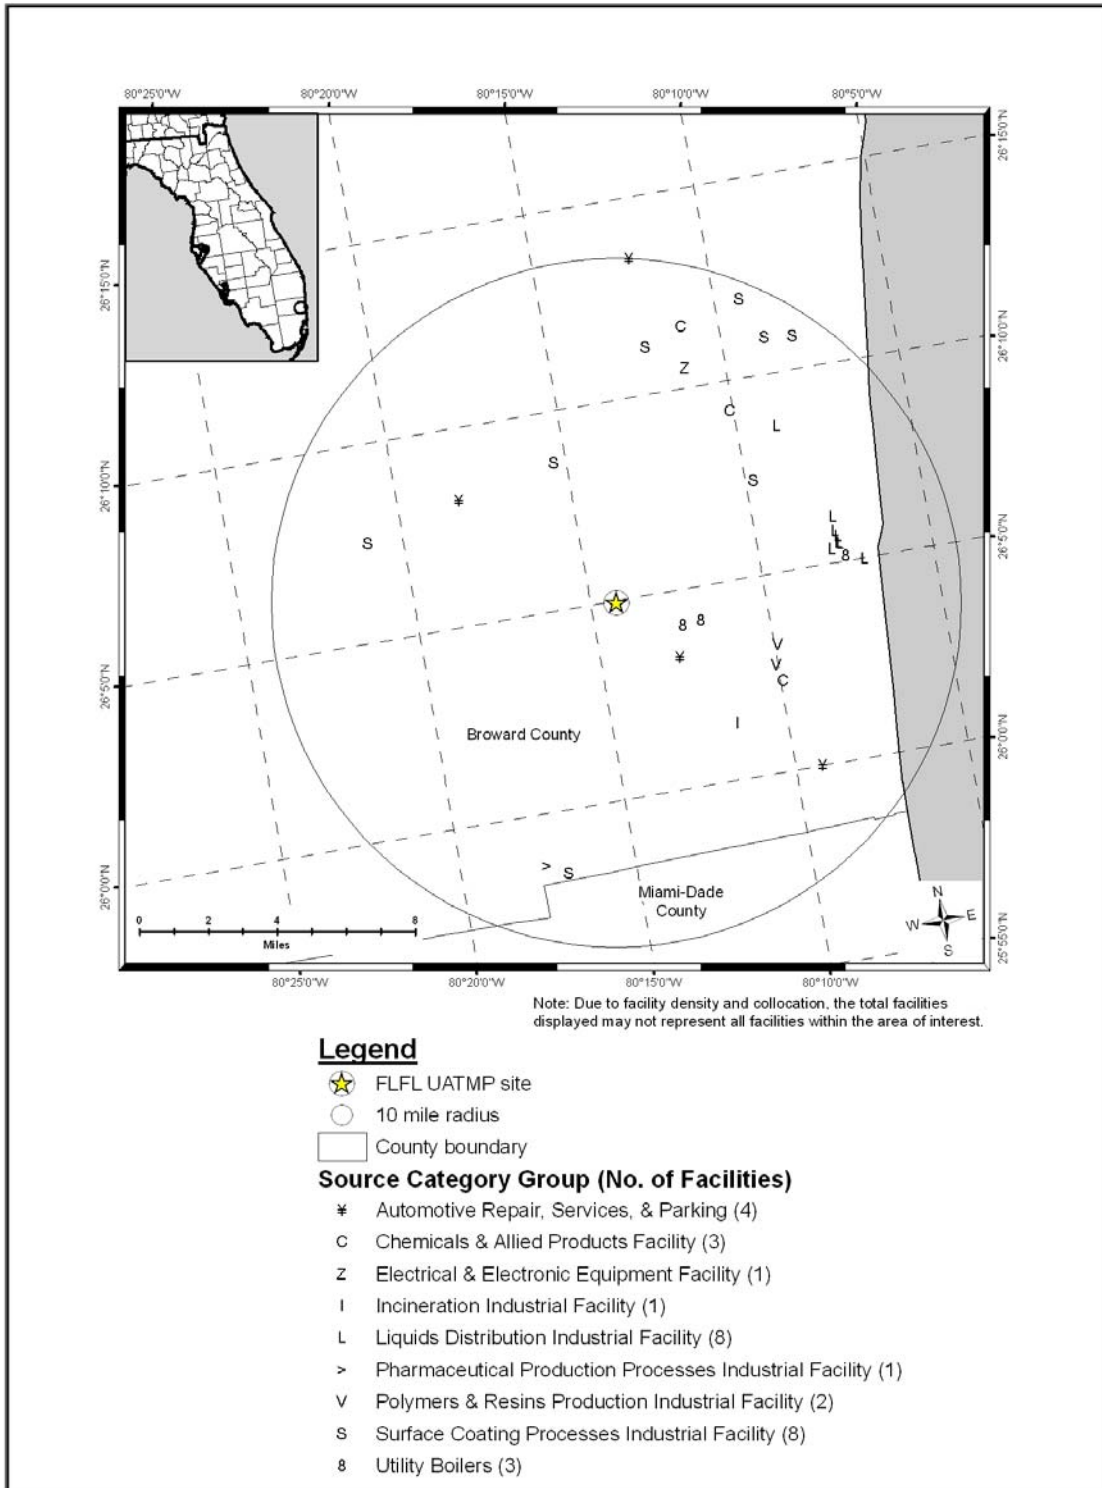 80°25'0"W 80°20'0"W 80°15'0"W 80°10'0"W 80°5'0"W
26°15'0"N
26°15'0"N
¥
S
C
S S
S
26°10'0"N
Z
C
L
S
S
26°10'0"N
¥
L
L
L
L
S
L
8
L
26°5'0"N
8
8
V
¥
V
C
26°5'0"N
I
Broward County
26°0'0"N
¥
> S
26°0'0"N
Miami-Dade
County
0 2 4 6 8
Miles
N
W E
S
25°55'0"N
80°25'0"W 80°20'0"W 80°15'0"W 80°10'0"W
Note: Due to facility density and collocation, the total facilities
displayed may not represent all facilities within the area of interest.
Legend
FLFL UATMP site
10 mile radius
County boundary
Source Category Group (No. of Facilities)
¥ Automotive Repair, Services, & Parking (4)
C Chemicals & Allied Products Facility (3)
Z Electrical & Electronic Equipment Facility (1)
I Incineration Industrial Facility (1)
L Liquids Distribution Industrial Facility (8)
> Pharmaceutical Production Processes Industrial Facility (1)
V Polymers & Resins Production Industrial Facility (2)
S Surface Coating Processes Industrial Facility (8)
8 Utility Boilers (3)